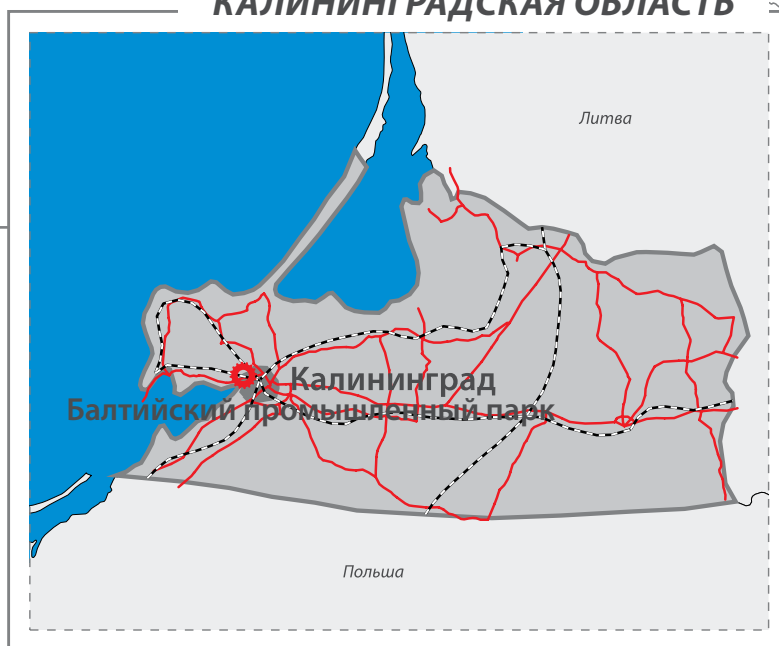 КАЛИНИНГРАДСКАЯ ОБЛАСТЬ
Литва
Калининград
Балтийский промышленный парк
Польша